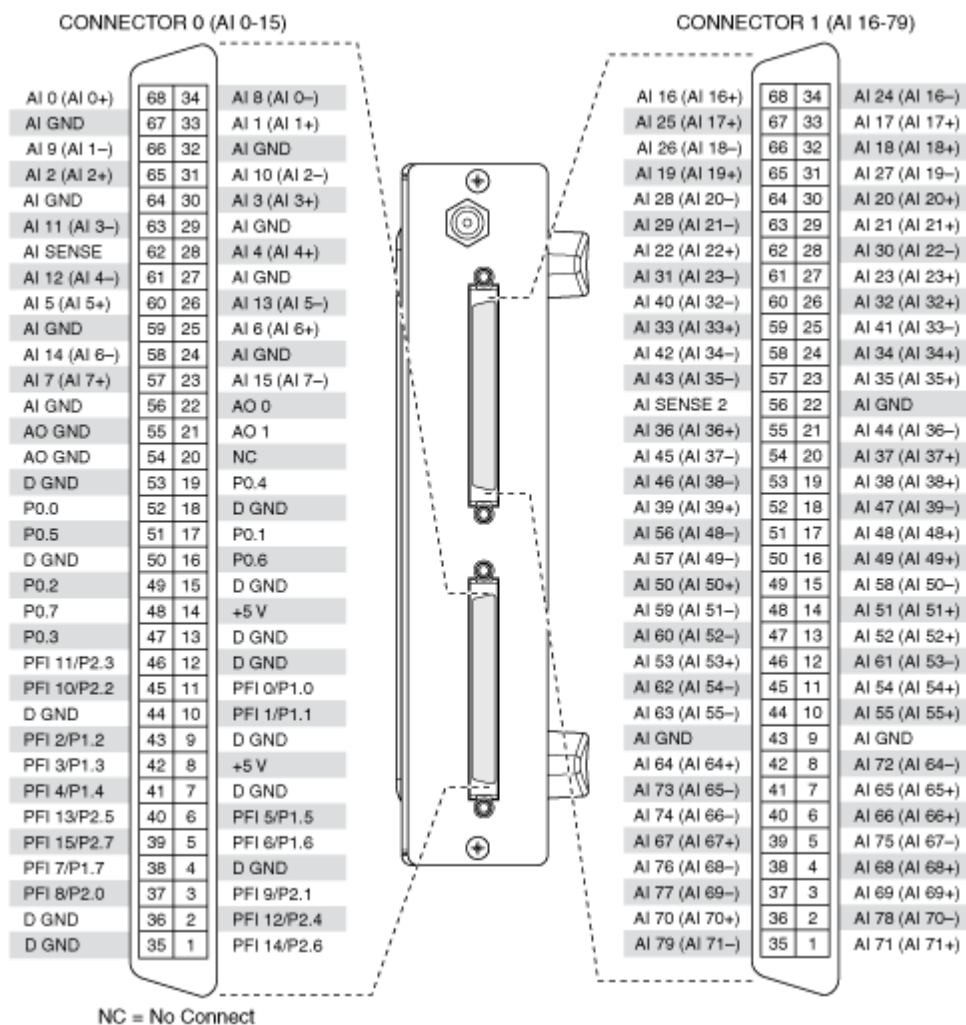 CONNECTOR 0 (AI 0-15) CONNECTOR 1 (AI 16-79)
AI 0 (AI 0+) 68 34 AI 8 (AI 0–) AI 16 (AI 16+) 68 34 AI 24 (AI 16–)
AI GND 67 33 AI 1 (AI 1+) AI 25 (AI 17+) 67 33 AI 17 (AI 17+)
AI 9 (AI 1–) 66 32 AI GND AI 26 (AI 18–) 66 32 AI 18 (AI 18+)
AI 2 (AI 2+) 65 31 AI 10 (AI 2–) AI 19 (AI 19+) 65 31 AI 27 (AI 19–)
AI GND 64 30 AI 3 (AI 3+) AI 28 (AI 20–) 64 30 AI 20 (AI 20+)
AI 11 (AI 3–) 63 29 AI GND AI 29 (AI 21–) 63 29 AI 21 (AI 21+)
AI SENSE 62 28 AI 4 (AI 4+) AI 22 (AI 22+) 62 28 AI 30 (AI 22–)
AI 12 (AI 4–) 61 27 AI GND AI 31 (AI 23–) 61 27 AI 23 (AI 23+)
AI 5 (AI 5+) 60 26 AI 13 (AI 5–) AI 40 (AI 32–) 60 26 AI 32 (AI 32+)
AI GND 59 25 AI 6 (AI 6+) AI 33 (AI 33+) 59 25 AI 41 (AI 33–)
AI 14 (AI 6–) 58 24 AI GND AI 42 (AI 34–) 58 24 AI 34 (AI 34+)
AI 7 (AI 7+) 57 23 AI 15 (AI 7–) AI 43 (AI 35–) 57 23 AI 35 (AI 35+)
AI GND 56 22 AO 0 AI SENSE 2 56 22 AI GND
AO GND 55 21 AO 1 AI 36 (AI 36+) 55 21 AI 44 (AI 36–)
AO GND 54 20 NC AI 45 (AI 37–) 54 20 AI 37 (AI 37+)
D GND 53 19 P0.4 AI 46 (AI 38–) 53 19 AI 38 (AI 38+)
P0.0 52 18 D GND AI 39 (AI 39+) 52 18 AI 47 (AI 39–)
P0.5 51 17 P0.1 AI 56 (AI 48–) 51 17 AI 48 (AI 48+)
D GND 50 16 P0.6 AI 57 (AI 49–) 50 16 AI 49 (AI 49+)
P0.2 49 15 D GND AI 50 (AI 50+) 49 15 AI 58 (AI 50–)
P0.7 48 14 +5 V AI 59 (AI 51–) 48 14 AI 51 (AI 51+)
P0.3 47 13 D GND AI 60 (AI 52–) 47 13 AI 52 (AI 52+)
PFI 11/P2.3 46 12 D GND AI 53 (AI 53+) 46 12 AI 61 (AI 53–)
PFI 10/P2.2 45 11 PFI 0/P1.0 AI 62 (AI 54–) 45 11 AI 54 (AI 54+)
D GND 44 10 PFI 1/P1.1 AI 63 (AI 55–) 44 10 AI 55 (AI 55+)
PFI 2/P1.2 43 9 D GND AI GND 43 9 AI GND
PFI 3/P1.3 42 8 +5 V AI 64 (AI 64+) 42 8 AI 72 (AI 64–)
PFI 4/P1.4 41 7 D GND AI 73 (AI 65–) 41 7 AI 65 (AI 65+)
PFI 13/P2.5 40 6 PFI 5/P1.5 AI 74 (AI 66–) 40 6 AI 66 (AI 66+)
PFI 15/P2.7 39 5 PFI 6/P1.6 AI 67 (AI 67+) 39 5 AI 75 (AI 67–)
PFI 7/P1.7 38 4 D GND AI 76 (AI 68–) 38 4 AI 68 (AI 68+)
PFI 8/P2.0 37 3 PFI 9/P2.1 AI 77 (AI 69–) 37 3 AI 69 (AI 69+)
D GND 36 2 PFI 12/P2.4 AI 70 (AI 70+) 36 2 AI 78 (AI 70–)
D GND 35 1 PFI 14/P2.6 AI 79 (AI 71–) 35 1 AI 71 (AI 71+)
NC = No Connect